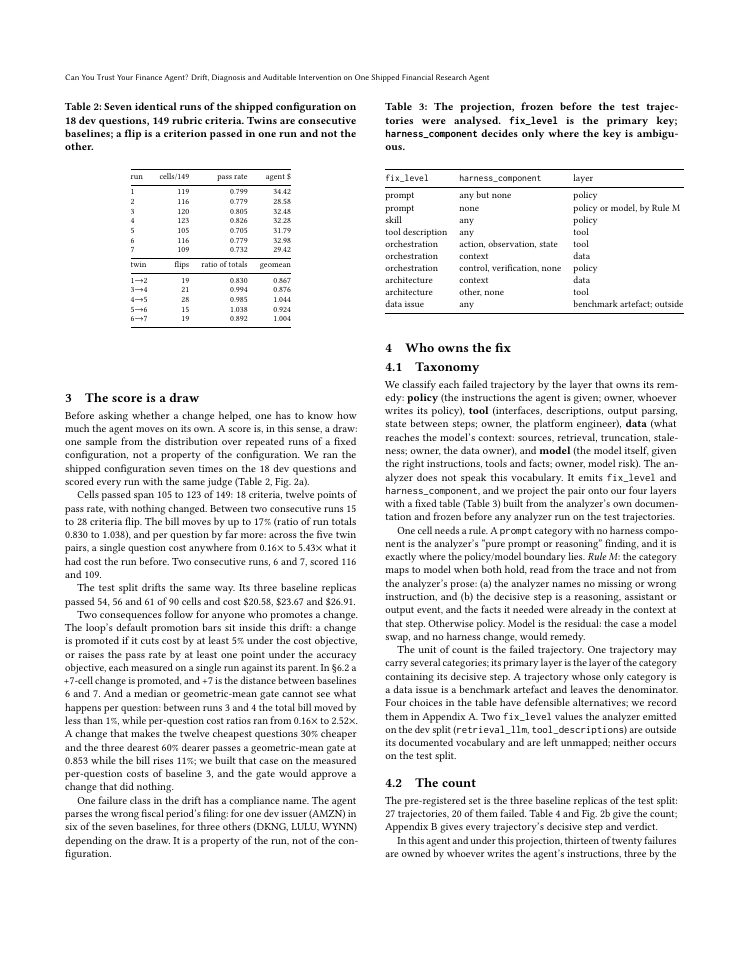 Can You Trust Your Finance Agent? Drift, Diagnosis and Auditable Intervention on One Shipped Financial Research Agent
Table 2: Seven identical runs of the shipped configuration on
18 dev questions, 149 rubric criteria. Twins are consecutive
baselines; a flip is a criterion passed in one run and not the
other.
run cells/149 pass rate agent $
1 119 0.799 34.42
2 116 0.779 28.58
3 120 0.805 32.48
4 123 0.826 32.28
5 105 0.705 31.79
6 116 0.779 32.98
7 109 0.732 29.42
twin flips ratio of totals geomean
1→2 19 0.830 0.867
3→4 21 0.994 0.876
4→5 28 0.985 1.044
5→6 15 1.038 0.924
6→7 19 0.892 1.004
3 The score is a draw
Before asking whether a change helped, one has to know how
much the agent moves on its own. A score is, in this sense, a draw:
one sample from the distribution over repeated runs of a fixed
configuration, not a property of the configuration. We ran the
shipped configuration seven times on the 18 dev questions and
scored every run with the same judge (Table 2, Fig. 2a).
Cells passed span 105 to 123 of 149: 18 criteria, twelve points of
pass rate, with nothing changed. Between two consecutive runs 15
to 28 criteria flip. The bill moves by up to 17% (ratio of run totals
0.830 to 1.038), and per question by far more: across the five twin
pairs, a single question cost anywhere from 0.16× to 5.43× what it
had cost the run before. Two consecutive runs, 6 and 7, scored 116
and 109.
The test split drifts the same way. Its three baseline replicas
passed 54, 56 and 61 of 90 cells and cost $20.58, $23.67 and $26.91.
Two consequences follow for anyone who promotes a change.
The loop's default promotion bars sit inside this drift: a change
is promoted if it cuts cost by at least 5% under the cost objective,
or raises the pass rate by at least one point under the accuracy
objective, each measured on a single run against its parent. In §6.2 a
+7-cell change is promoted, and +7 is the distance between baselines
6 and 7. And a median or geometric-mean gate cannot see what
happens per question: between runs 3 and 4 the total bill moved by
less than 1%, while per-question cost ratios ran from 0.16× to 2.52×.
A change that makes the twelve cheapest questions 30% cheaper
and the three dearest 60% dearer passes a geometric-mean gate at
0.853 while the bill rises 11%; we built that case on the measured
per-question costs of baseline 3, and the gate would approve a
change that did nothing.
One failure class in the drift has a compliance name. The agent
parses the wrong fiscal period's filing: for one dev issuer (AMZN) in
six of the seven baselines, for three others (DKNG, LULU, WYNN)
depending on the draw. It is a property of the run, not of the con-
figuration.
Table 3: The projection, frozen before the test trajec-
tories were analysed. fix_level is the primary key;
harness_component decides only where the key is ambigu-
ous.
fix_level harness_component layer
prompt any but none policy
prompt none policy or model, by Rule M
skill any policy
tool description any tool
orchestration action, observation, state tool
orchestration context data
orchestration control, verification, none policy
architecture context data
architecture other, none tool
data issue any benchmark artefact; outside
4 Who owns the fix
4.1 Taxonomy
We classify each failed trajectory by the layer that owns its rem-
edy: policy (the instructions the agent is given; owner, whoever
writes its policy), tool (interfaces, descriptions, output parsing,
state between steps; owner, the platform engineer), data (what
reaches the model's context: sources, retrieval, truncation, stale-
ness; owner, the data owner), and model (the model itself, given
the right instructions, tools and facts; owner, model risk). The an-
alyzer does not speak this vocabulary. It emits fix_level and
harness_component, and we project the pair onto our four layers
with a fixed table (Table 3) built from the analyzer's own documen-
tation and frozen before any analyzer run on the test trajectories.
One cell needs a rule. A prompt category with no harness compo-
nent is the analyzer's "pure prompt or reasoning" finding, and it is
exactly where the policy/model boundary lies. Rule M: the category
maps to model when both hold, read from the trace and not from
the analyzer's prose: (a) the analyzer names no missing or wrong
instruction, and (b) the decisive step is a reasoning, assistant or
output event, and the facts it needed were already in the context at
that step. Otherwise policy. Model is the residual: the case a model
swap, and no harness change, would remedy.
The unit of count is the failed trajectory. One trajectory may
carry several categories; its primary layer is the layer of the category
containing its decisive step. A trajectory whose only category is
a data issue is a benchmark artefact and leaves the denominator.
Four choices in the table have defensible alternatives; we record
them in Appendix A. Two fix_level values the analyzer emitted
on the dev split (retrieval_llm, tool_descriptions) are outside
its documented vocabulary and are left unmapped; neither occurs
on the test split.
4.2 The count
The pre-registered set is the three baseline replicas of the test split:
27 trajectories, 20 of them failed. Table 4 and Fig. 2b give the count;
Appendix B gives every trajectory's decisive step and verdict.
In this agent and under this projection, thirteen of twenty failures
are owned by whoever writes the agent's instructions, three by the